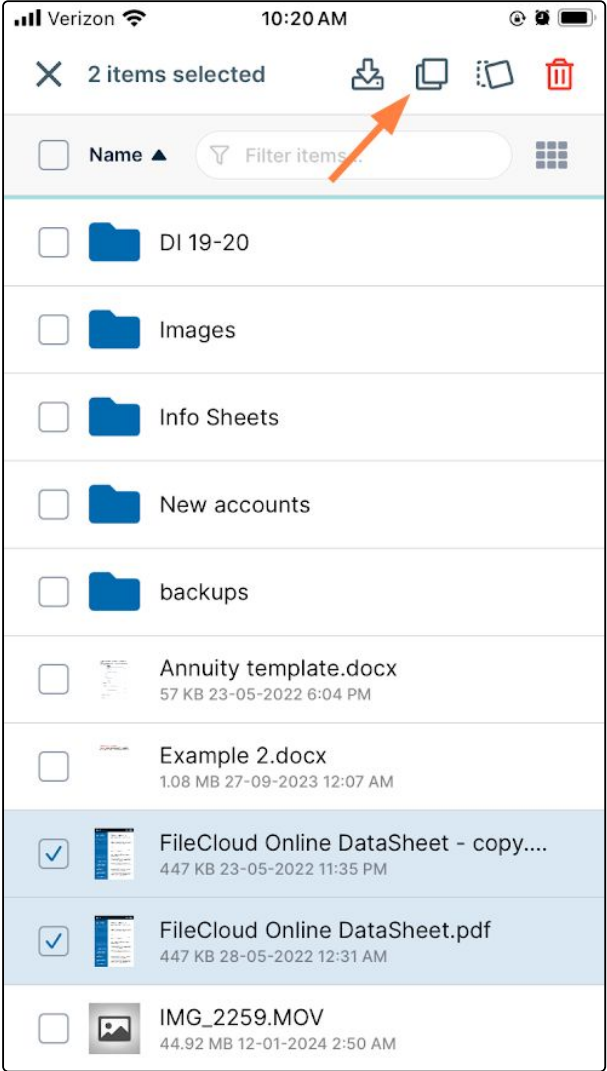 Verizon 10:20 AM
2 items selected
Name Filter items...
DI 19-20
Images
Info Sheets
New accounts
backups
Annuity template.docx
57 KB 23-05-2022 6:04 PM
Example 2.docx
1.08 MB 27-09-2023 12:07 AM
FileCloud Online DataSheet - copy....
447 KB 23-05-2022 11:35 PM
FileCloud Online DataSheet.pdf
447 KB 28-05-2022 12:31 AM
IMG_2259.MOV
44.92 MB 12-01-2024 2:50 AM